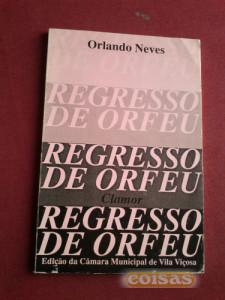 Orlando Neves
REGRESSO
DE ORFEU
REGRESSO
DE ORFEU
Clamor
REGRESSO
DE ORFEU
Edição da Câmara Municipal de Vila Viçosa
coisas